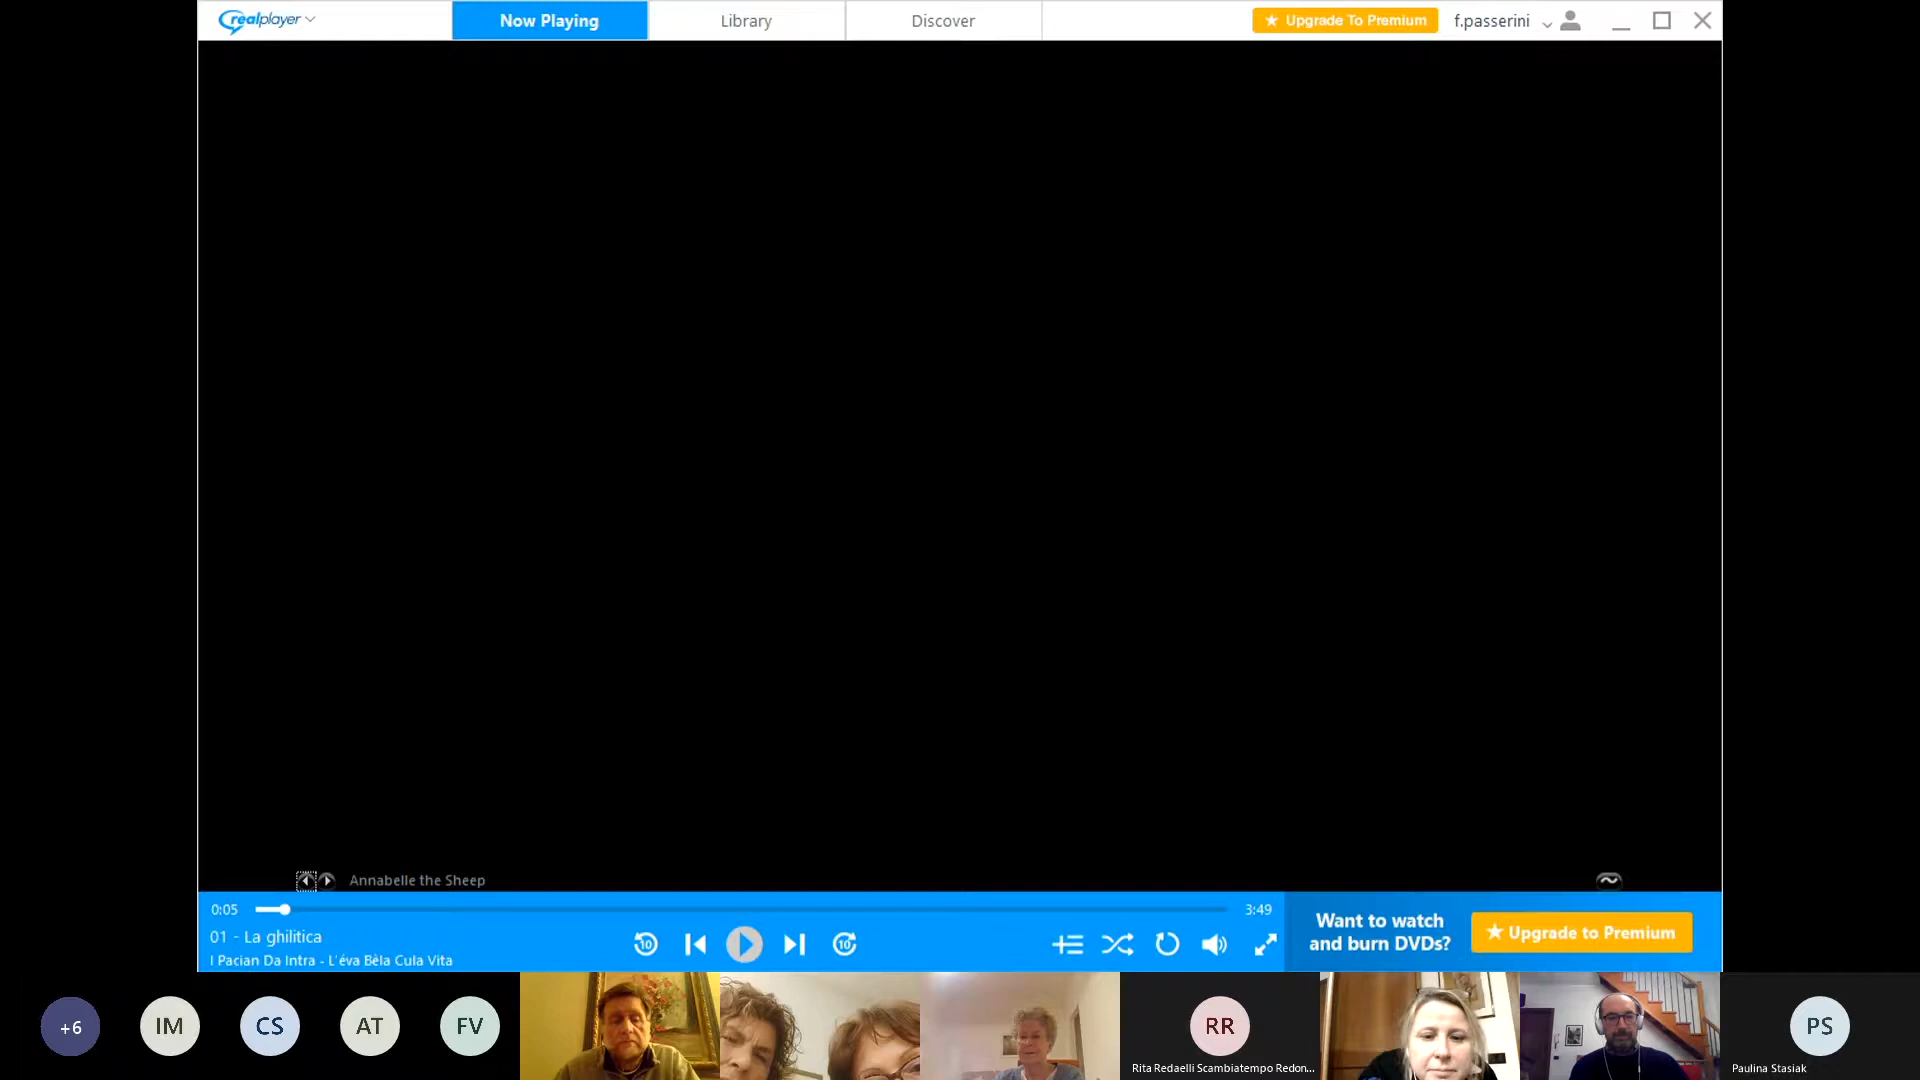 realplayer
Now Playing
Library
Discover
Upgrade To Premium
f.passerini
Annabelle the Sheep
0:05
3:49
01 - La ghilitica
I Pacian Da Intra - L'éva Bèla Cula Vita
10
10
Want to watch
and burn DVDs?
Upgrade to Premium
+6
IM
CS
AT
FV
RR
Rita Redaelli Scambiatempo Redon...
PS
Paulina Stasiak